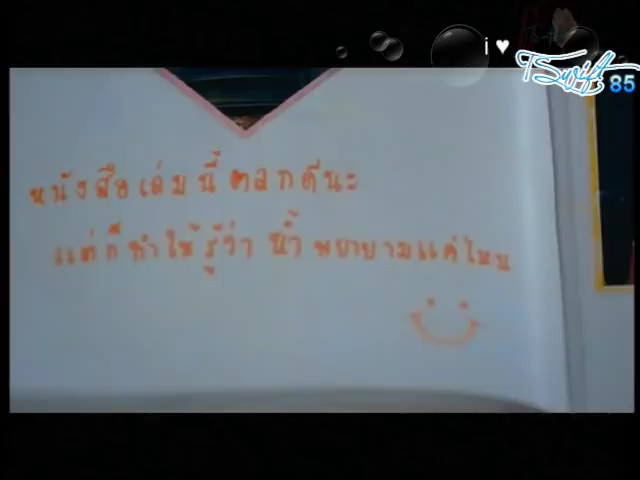 i ♥
TSwift
85
หนังสือเล่มนี้ตลกดีนะ
แต่ก็ทำให้รู้ว่า น้ำ พยายามแค่ไหน